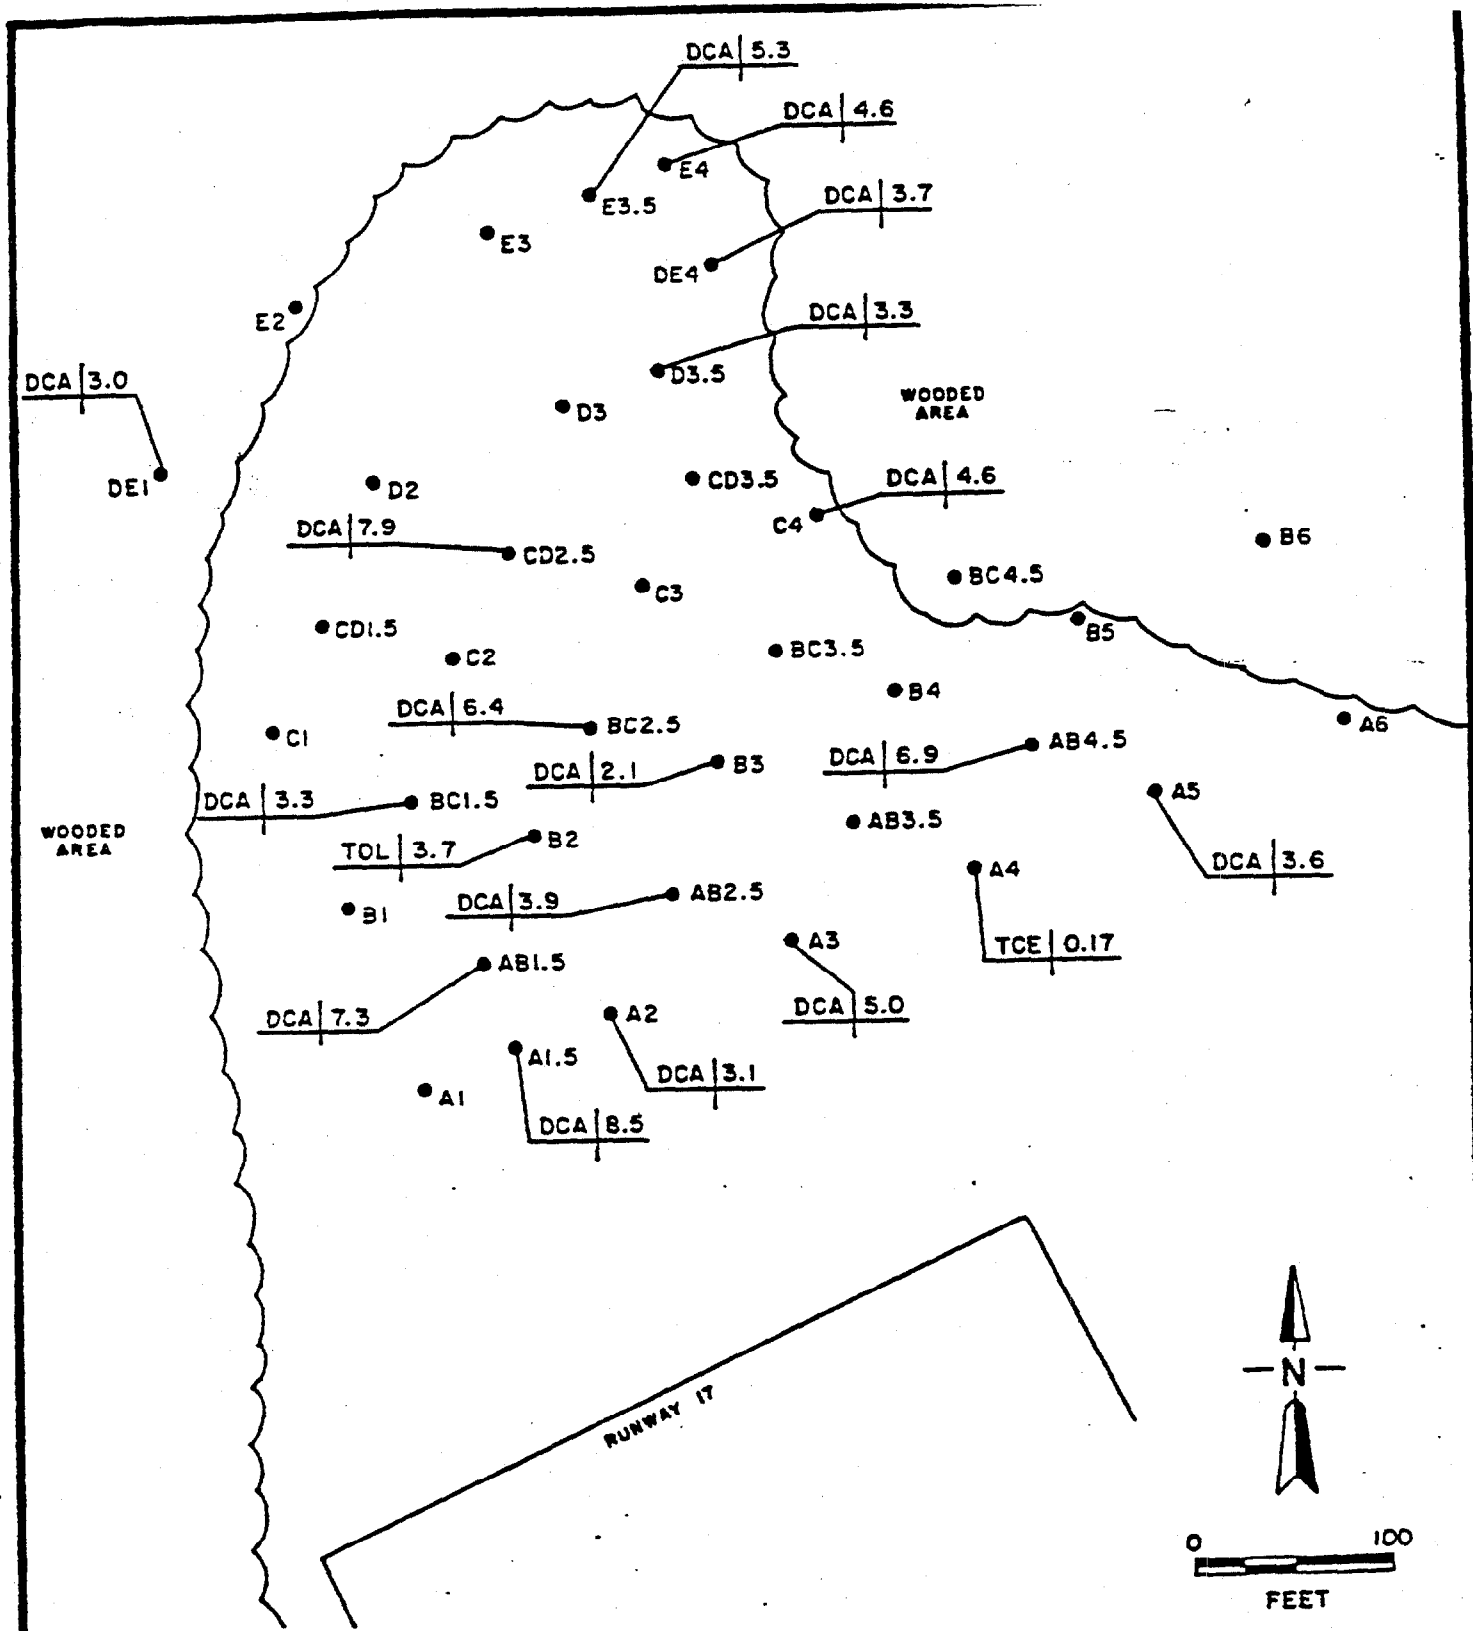 DCA 5.3
DCA 4.6
E4
E3.5
DCA 3.7
E3
DE4
E2
DCA 3.3
DCA 3.0
D3.5
D3
WOODED
AREA
DE1
D2
CD3.5
DCA 4.6
C4
DCA 7.9
CD2.5
B6
BC4.5
C3
CD1.5
B5
C2
BC3.5
B4
DCA 6.4
BC2.5
A6
C1
AB4.5
DCA 6.9
B3
DCA 2.1
BC1.5
DCA 3.3
A5
AB3.5
WOODED
AREA
B2
TOL 3.7
DCA 3.6
A4
AB2.5
DCA 3.9
B1
A3
TCE 0.17
AB1.5
DCA 5.0
DCA 7.3
A2
A1.5
DCA 3.1
A1
DCA 8.5
N
RUNWAY 17
0 100
FEET